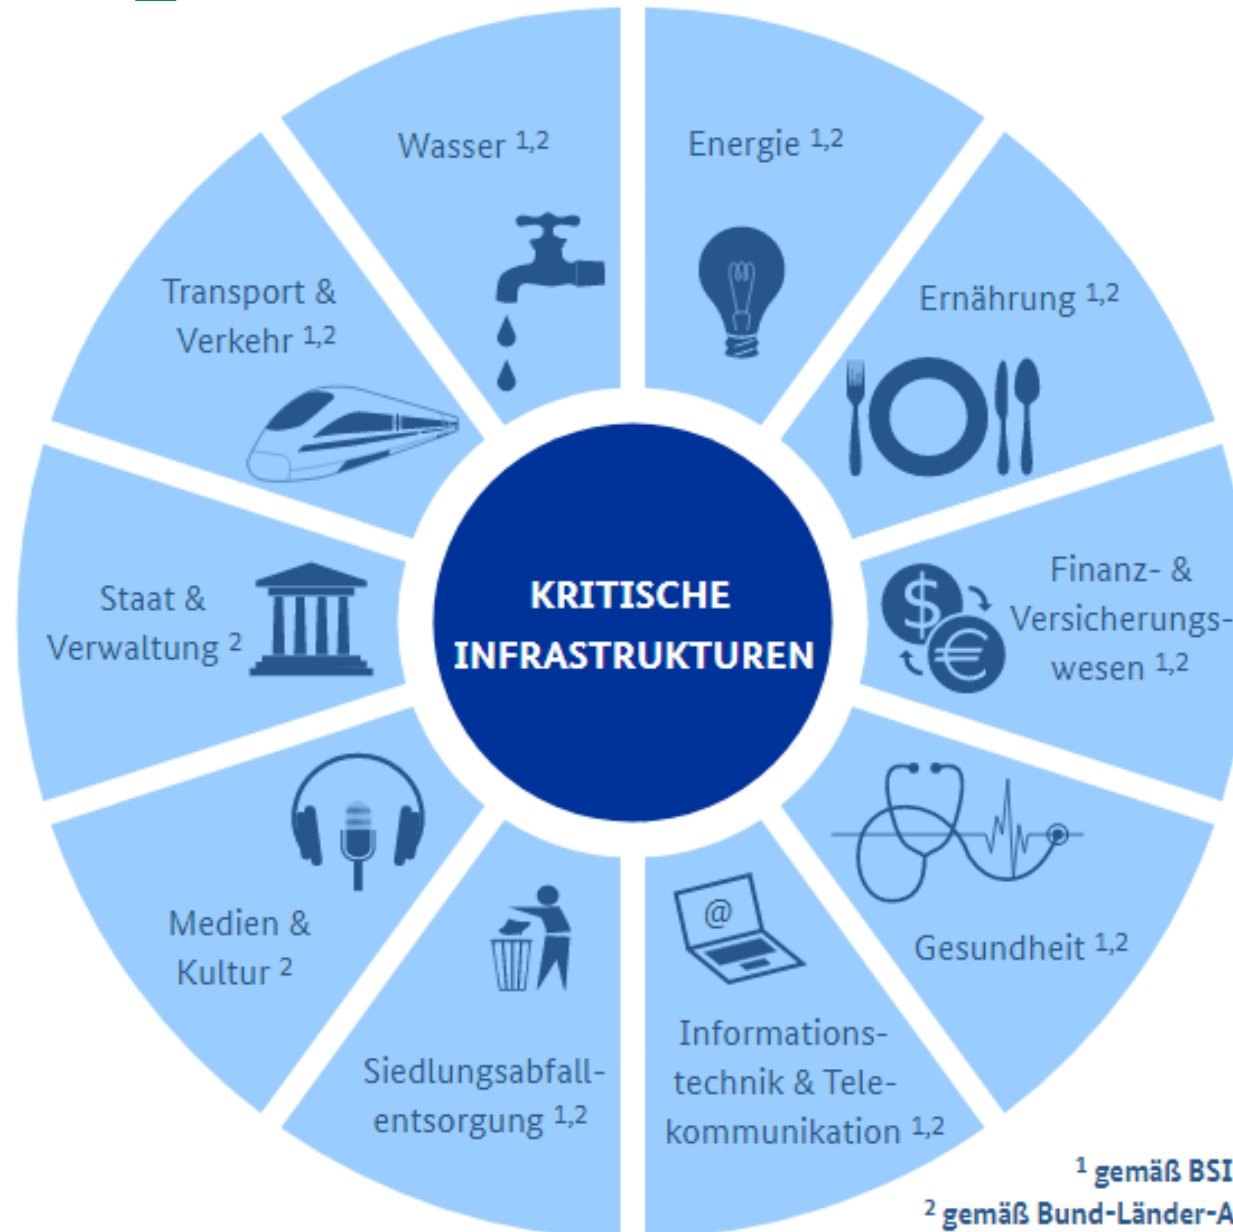 Wasser 1,2
Energie 1,2
Ernährung 1,2
Transport &
Verkehr 1,2
Finanz- &
Versicherungs-
wesen 1,2
$
€
Staat &
Verwaltung 2
KRITISCHE
INFRASTRUKTUREN
Medien &
Kultur 2
@
Gesundheit 1,2
Siedlungsabfall-
entsorgung 1,2
Informations-
technik & Tele-
kommunikation 1,2
1 gemäß BSI
2 gemäß Bund-Länder-A